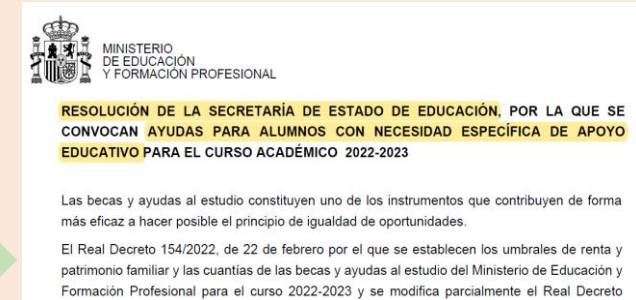 MINISTERIO
DE EDUCACIÓN
Y FORMACIÓN PROFESIONAL
RESOLUCIÓN DE LA SECRETARÍA DE ESTADO DE EDUCACIÓN, POR LA QUE SE
CONVOCAN AYUDAS PARA ALUMNOS CON NECESIDAD ESPECÍFICA DE APOYO
EDUCATIVO PARA EL CURSO ACADÉMICO 2022-2023
Las becas y ayudas al estudio constituyen uno de los instrumentos que contribuyen de forma
más eficaz a hacer posible el principio de igualdad de oportunidades.
El Real Decreto 154/2022, de 22 de febrero por el que se establecen los umbrales de renta y
patrimonio familiar y las cuantías de las becas y ayudas al estudio del Ministerio de Educación y
Formación Profesional para el curso 2022-2023 y se modifica parcialmente el Real Decreto